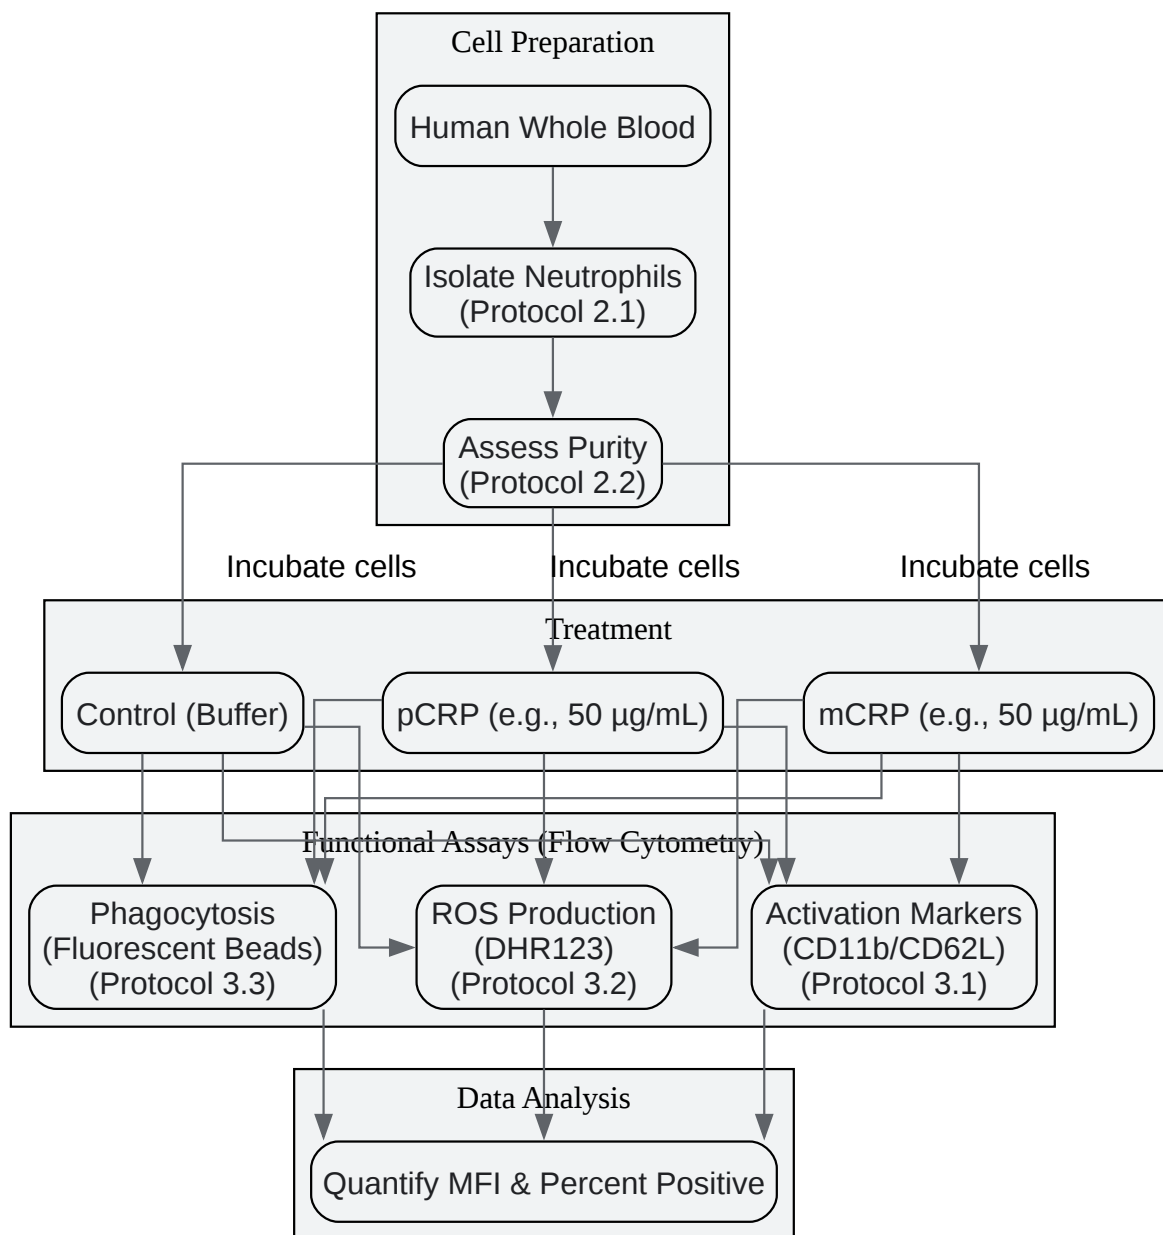 Cell Preparation
Human Whole Blood
Isolate Neutrophils
(Protocol 2.1)
Assess Purity
(Protocol 2.2)
Incubate cells
Incubate cells
Incubate cells
Treatment
Control (Buffer)
pCRP (e.g., 50 µg/mL)
mCRP (e.g., 50 µg/mL)
Functional Assays (Flow Cytometry)
Phagocytosis
(Fluorescent Beads)
(Protocol 3.3)
ROS Production
(DHR123)
(Protocol 3.2)
Activation Markers
(CD11b/CD62L)
(Protocol 3.1)
Data Analysis
Quantify MFI & Percent Positive